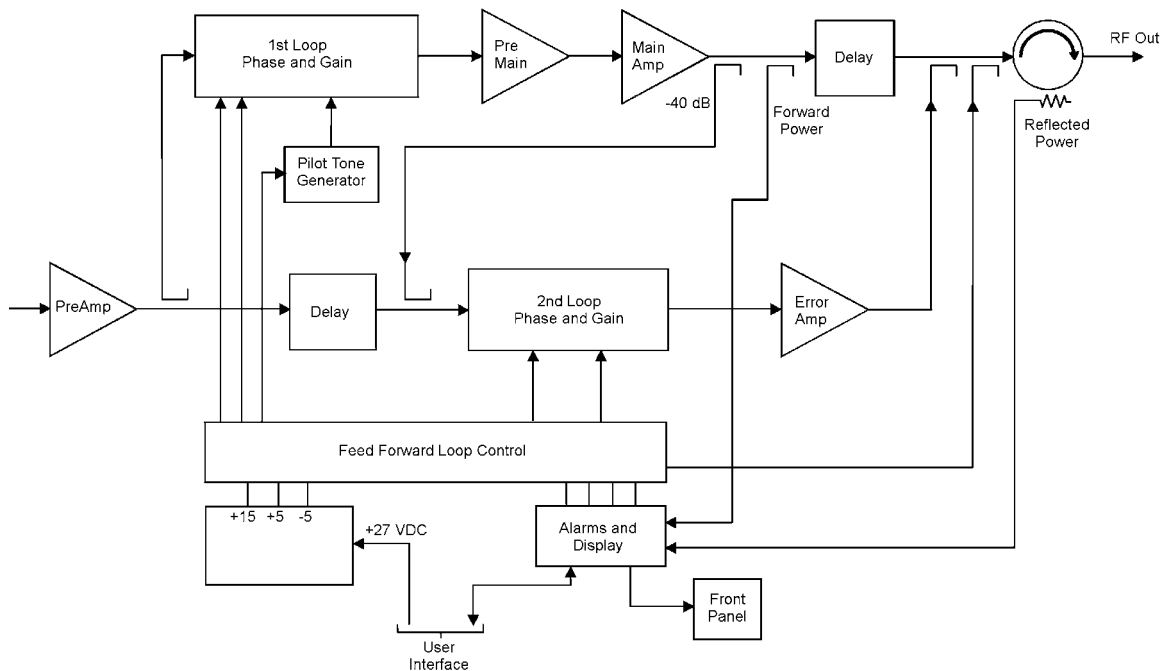 1st Loop
Phase and Gain
Pre
Main
Main
Amp
Delay
RF Out
-40 dB
Forward
Power
Reflected
Power
Pilot Tone
Generator
PreAmp
Delay
2nd Loop
Phase and Gain
Error
Amp
Feed Forward Loop Control
+15 +5 -5
+27 VDC
Alarms and
Display
Front
Panel
User
Interface